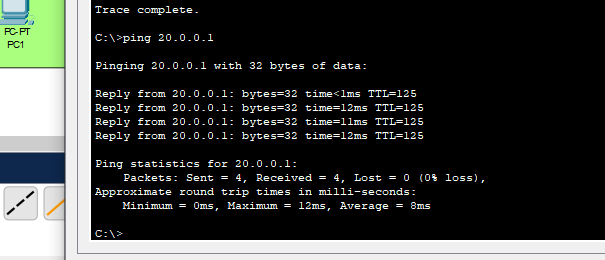 Trace complete.
C:\>ping 20.0.0.1
Pinging 20.0.0.1 with 32 bytes of data:
Reply from 20.0.0.1: bytes=32 time<1ms TTL=125
Reply from 20.0.0.1: bytes=32 time=12ms TTL=125
Reply from 20.0.0.1: bytes=32 time=11ms TTL=125
Reply from 20.0.0.1: bytes=32 time=12ms TTL=125
Ping statistics for 20.0.0.1:
Packets: Sent = 4, Received = 4, Lost = 0 (0% loss),
Approximate round trip times in milli-seconds:
Minimum = 0ms, Maximum = 12ms, Average = 8ms
C:\>
PC-PT
PC1